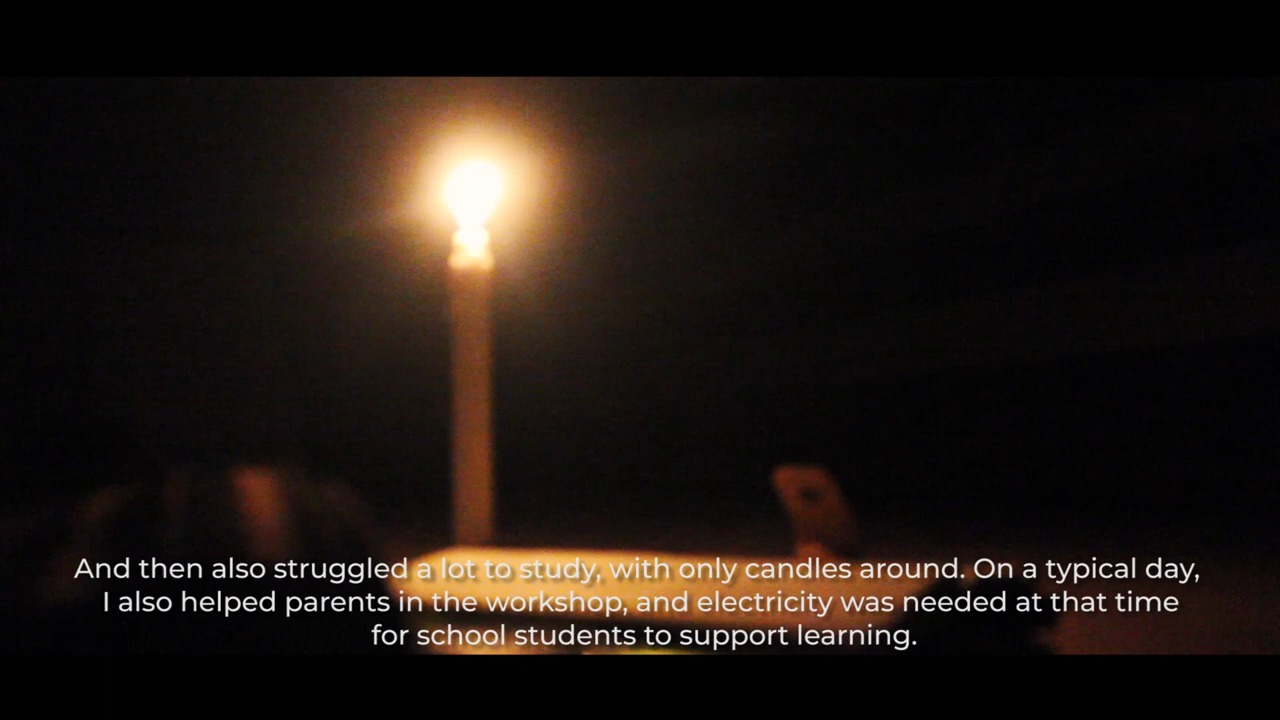 And then also struggled a lot to study, with only candles around. On a typical day,
I also helped parents in the workshop, and electricity was needed at that time
for school students to support learning.